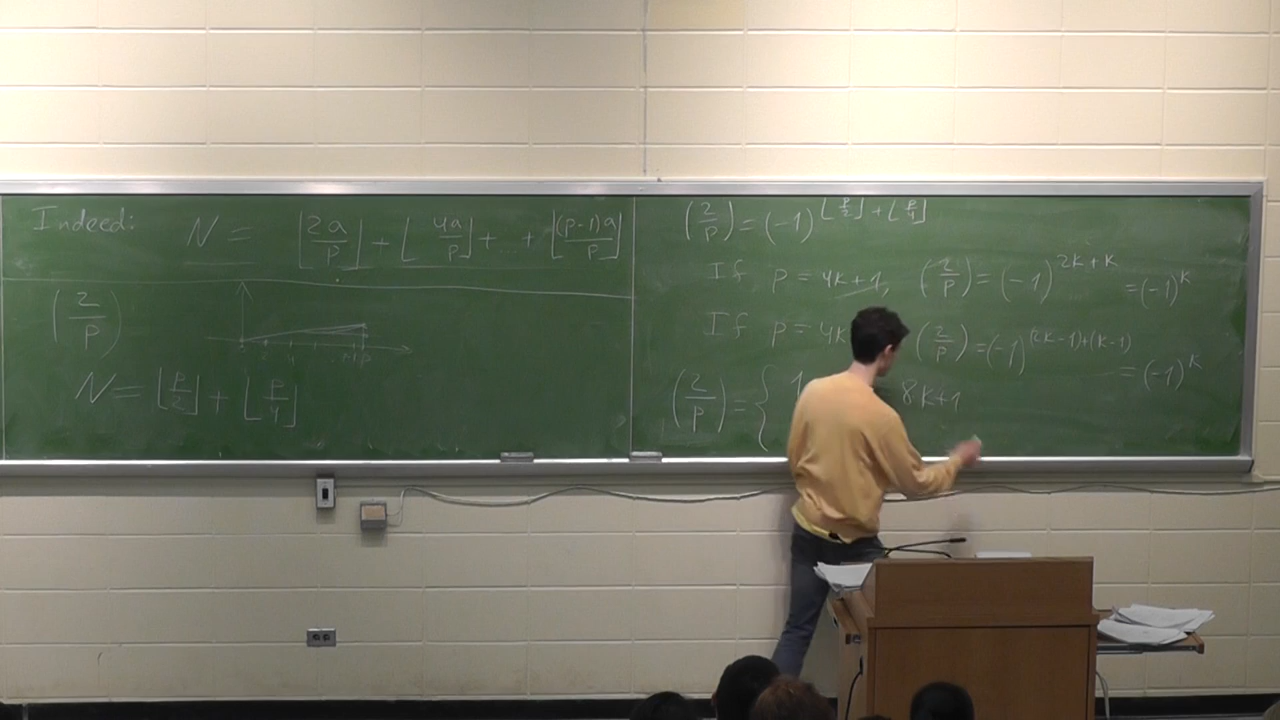 Indeed: N = ⌊2a/p⌋ + ⌊4a/p⌋ + .. + ⌊(p-1)a/p⌋
(2/p)
N = ⌊p/2⌋ + ⌊p/4⌋
(2/p) = (-1)^(⌊p/2⌋ + ⌊p/4⌋)
If p = 4k+1, (2/p) = (-1)^(2k+k) = (-1)^k
If p = 4k (2/p) = (-1)^((2k-1)+(k-1)) = (-1)^k
(2/p) = { 1 8k+1